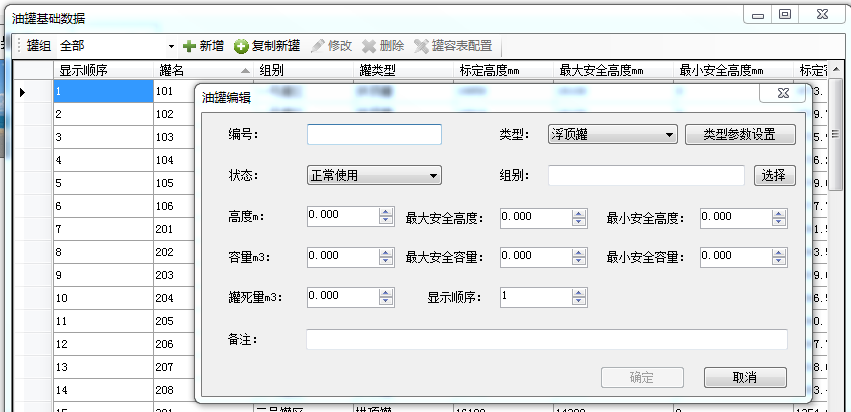 油罐基础数据
罐组 全部 新增 复制新罐 修改 删除 罐容表配置
显示顺序 罐名 组别 罐类型 标定高度mm 最大安全高度mm 最小安全高度mm
1 101
2 102
3 103
4 104
5 105
6 106
7 201
8 202
9 203
10 204
11 205
12 206
13 207
14 208
油罐编辑
编号： 类型： 浮顶罐 类型参数设置
状态： 正常使用 组别： 选择
高度m： 0.000 最大安全高度： 0.000 最小安全高度： 0.000
容量m3： 0.000 最大安全容量： 0.000 最小安全容量： 0.000
罐死量m3： 0.000 显示顺序： 1
备注：
确定 取消